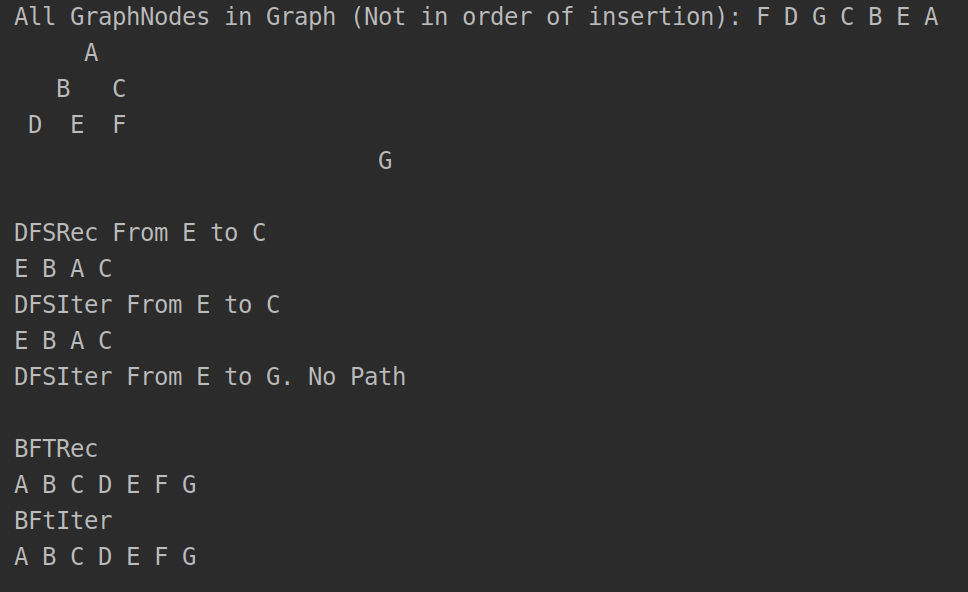 All GraphNodes in Graph (Not in order of insertion): F D G C B E A
A
B C
D E F
G
DFSRec From E to C
E B A C
DFSIter From E to C
E B A C
DFSIter From E to G. No Path
BFTRec
A B C D E F G
BFtIter
A B C D E F G